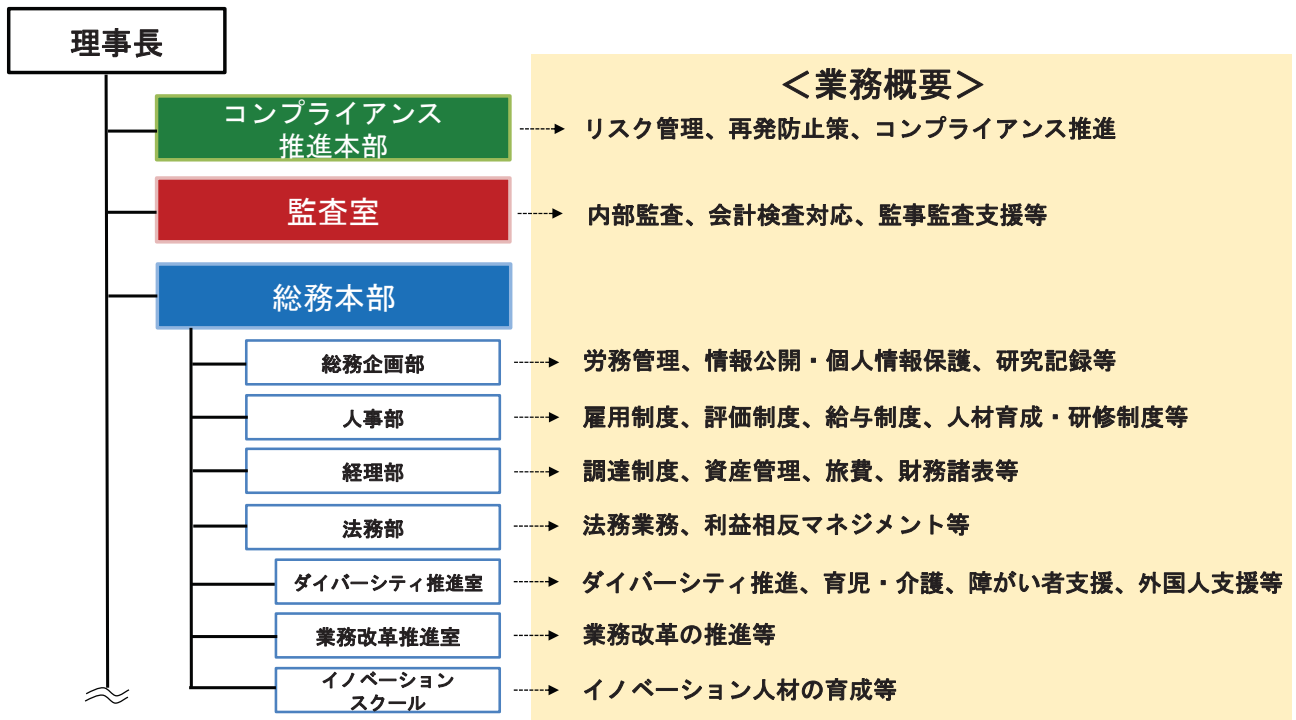 理事長
＜業務概要＞
コンプライアンス
推進本部
リスク管理、再発防止策、コンプライアンス推進
監査室
内部監査、会計検査対応、監事監査支援等
総務本部
総務企画部
労務管理、情報公開・個人情報保護、研究記録等
人事部
雇用制度、評価制度、給与制度、人材育成・研修制度等
経理部
調達制度、資産管理、旅費、財務諸表等
法務部
法務業務、利益相反マネジメント等
ダイバーシティ推進室
ダイバーシティ推進、育児・介護、障がい者支援、外国人支援等
業務改革推進室
業務改革の推進等
イノベーション
スクール
イノベーション人材の育成等